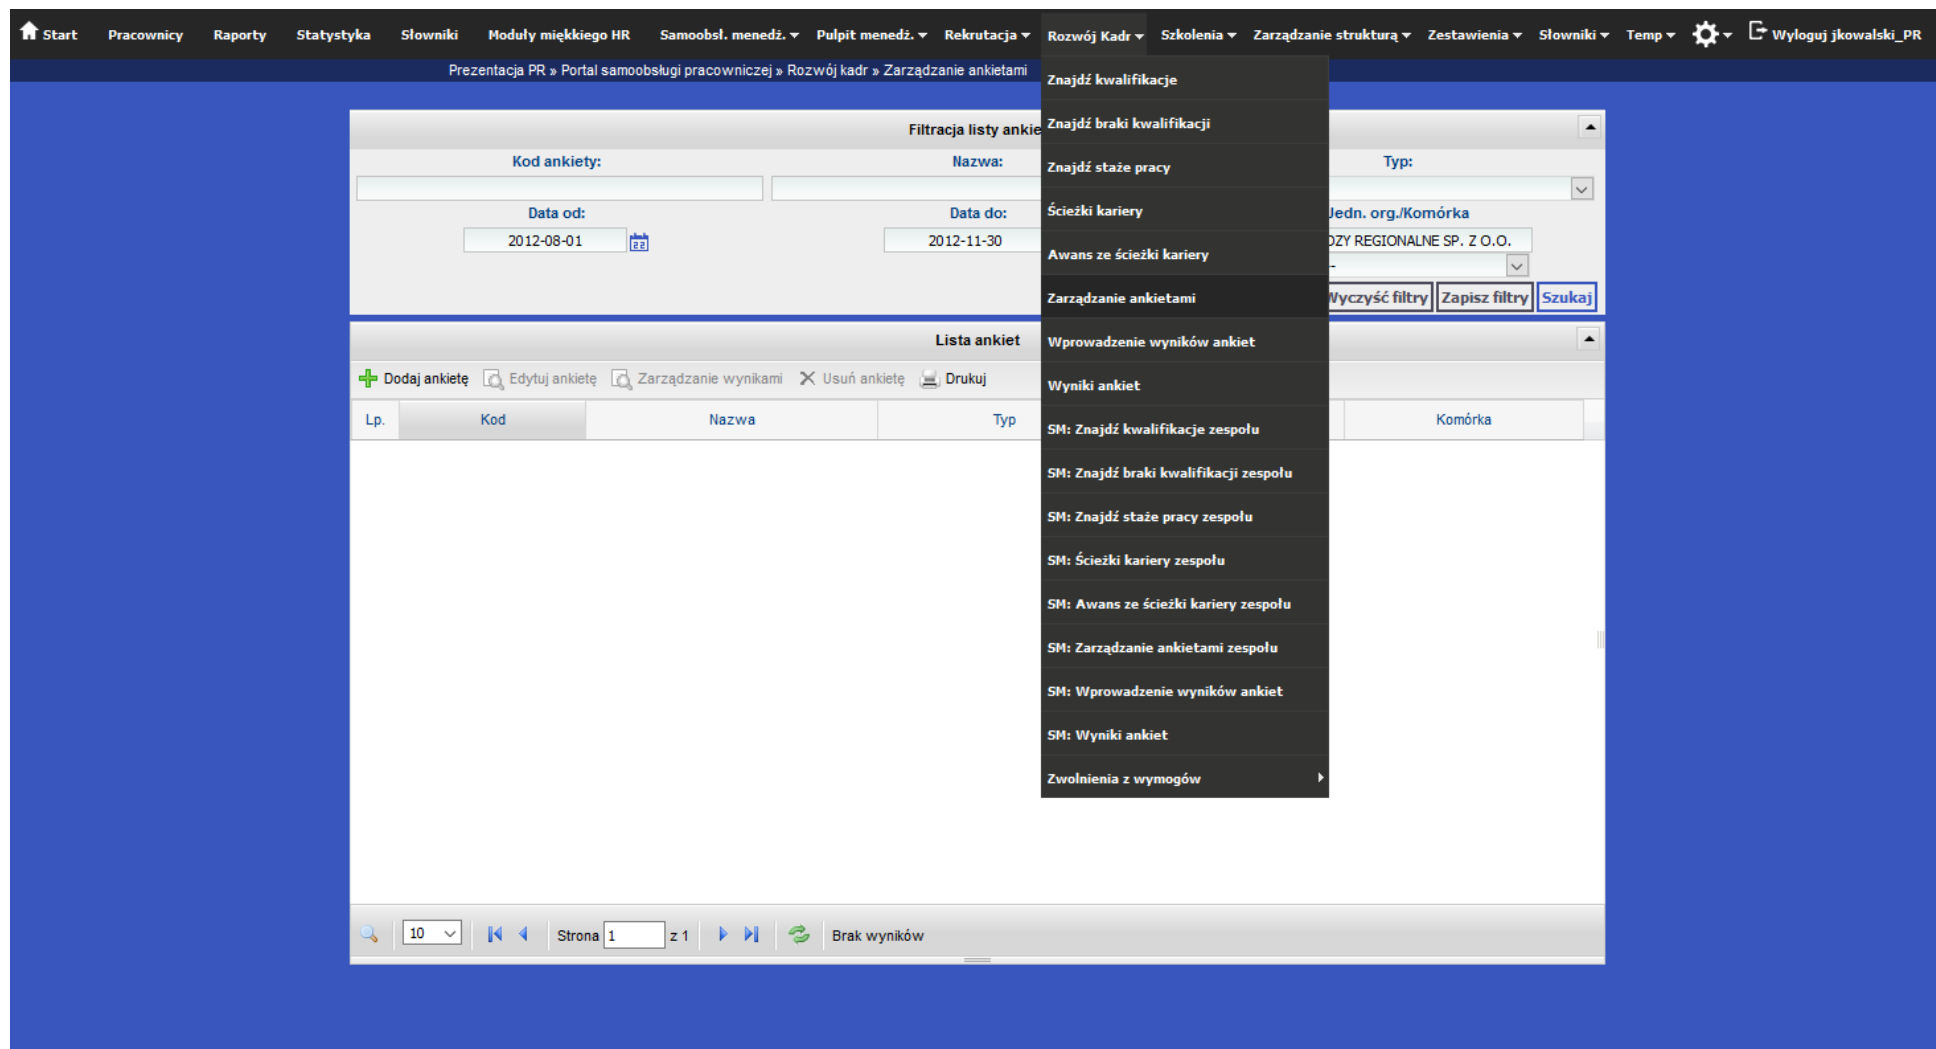 Start Pracownicy Raporty Statystyka Słowniki Moduły miękkiego HR Samoobsł. menedż. Pulpit menedż. Rekrutacja Rozwój Kadr Szkolenia Zarządzanie strukturą Zestawienia Słowniki Temp Wyloguj jkowalski_PR
Prezentacja PR » Portal samoobsługi pracowniczej » Rozwój kadr » Zarządzanie ankietami
Znajdź kwalifikacje
Znajdź braki kwalifikacji
Znajdź staże pracy
Ścieżki kariery
Awans ze ścieżki kariery
Zarządzanie ankietami
Wprowadzenie wyników ankiet
Wyniki ankiet
SM: Znajdź kwalifikacje zespołu
SM: Znajdź braki kwalifikacji zespołu
SM: Znajdź staże pracy zespołu
SM: Ścieżki kariery zespołu
SM: Awans ze ścieżki kariery zespołu
SM: Zarządzanie ankietami zespołu
SM: Wprowadzenie wyników ankiet
SM: Wyniki ankiet
Zwolnienia z wymogów
Filtracja listy ankie
Kod ankiety: Nazwa: Typ:
Data od: Data do: Jedn. org./Komórka
2012-08-01 2012-11-30 OZY REGIONALNE SP. Z O.O.
--
Wyczyść filtry Zapisz filtry Szukaj
Lista ankiet
Dodaj ankietę Edytuj ankietę Zarządzanie wynikami Usuń ankietę Drukuj
Lp. Kod Nazwa Typ Komórka
10 Strona 1 z 1 Brak wyników